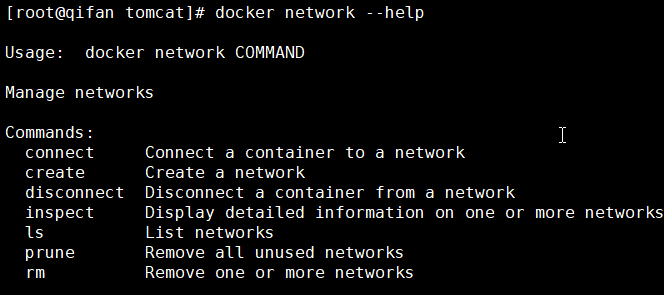 [root@qifan tomcat]# docker network --help
Usage:  docker network COMMAND
Manage networks
Commands:
  connect     Connect a container to a network
  create      Create a network
  disconnect  Disconnect a container from a network
  inspect     Display detailed information on one or more networks
  ls          List networks
  prune       Remove all unused networks
  rm          Remove one or more networks